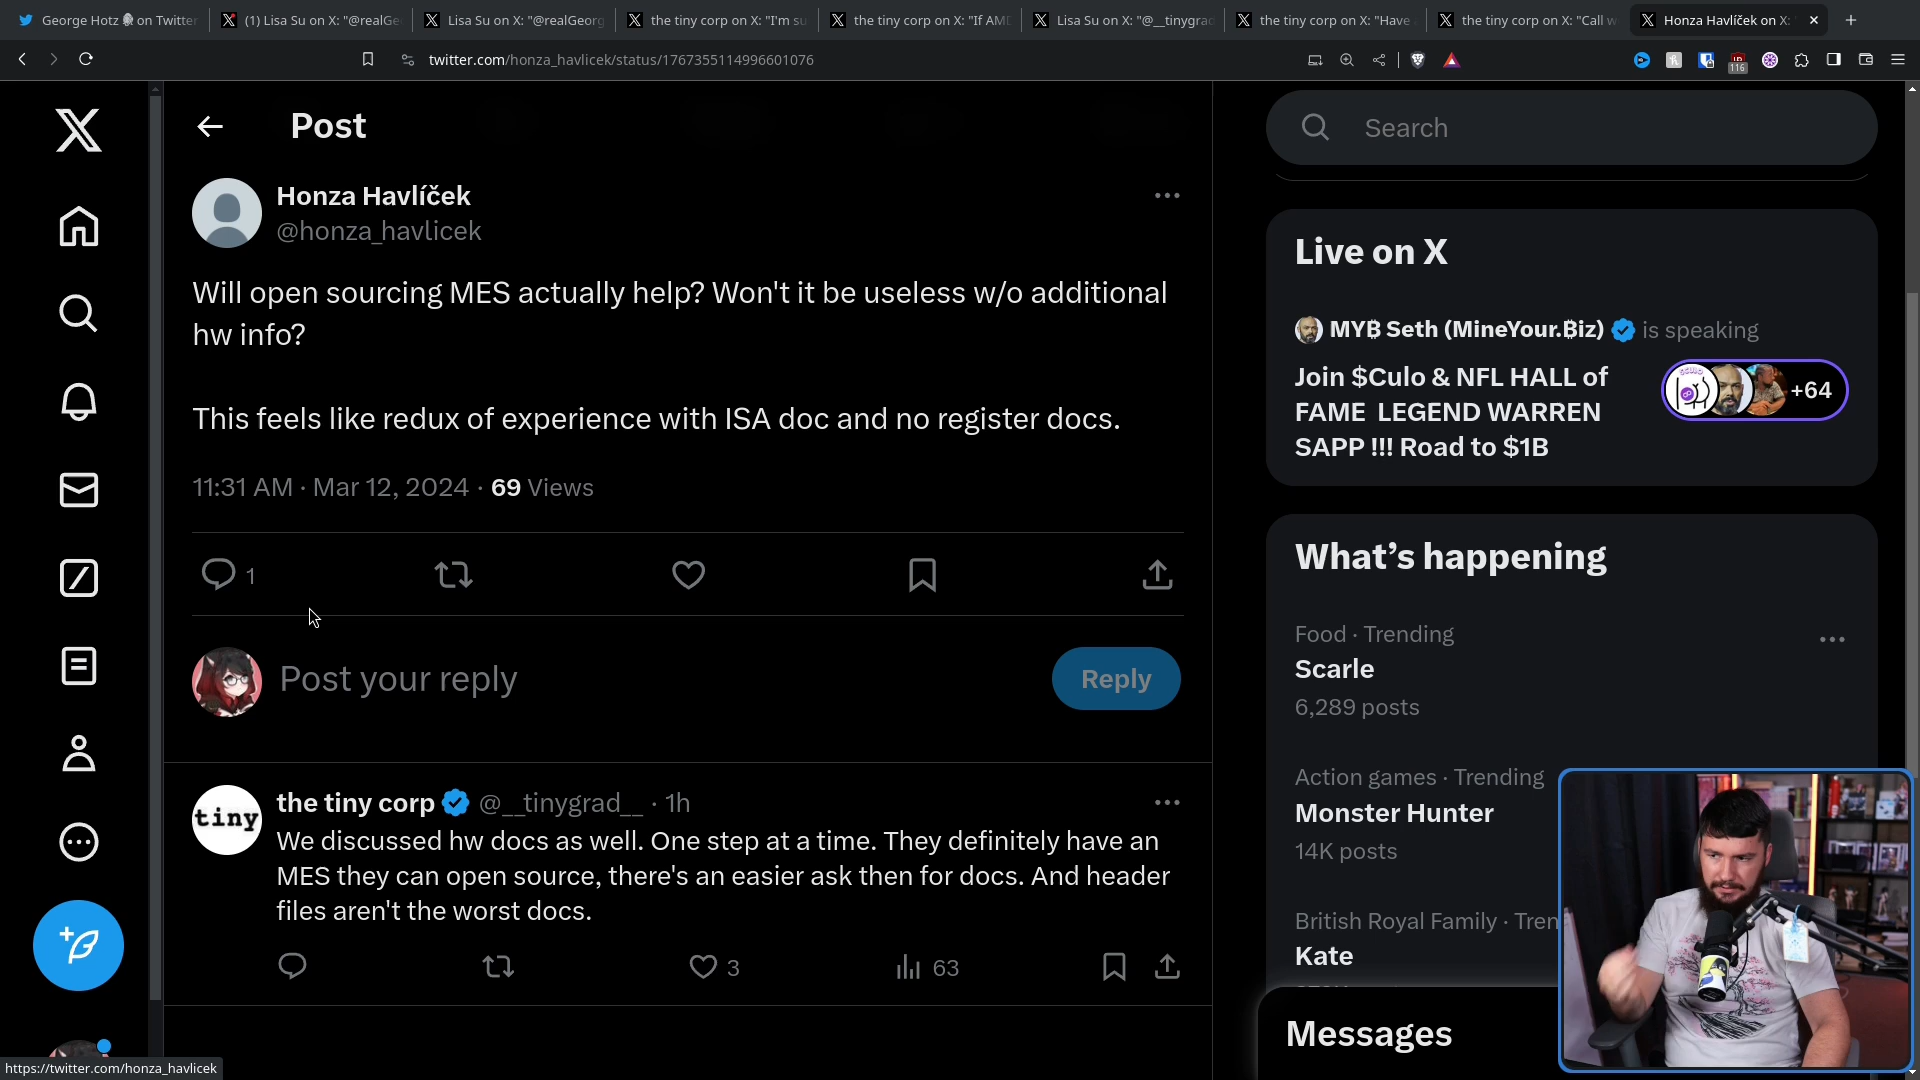 George Hotz 🌑 on Twitter
(1) Lisa Su on X: "@realGe
Lisa Su on X: "@realGeorg
the tiny corp on X: "I'm su
the tiny corp on X: "If AMD
Lisa Su on X: "@__tinygrad
the tiny corp on X: "Have
the tiny corp on X: "Call w
Honza Havlíček on X:
twitter.com/honza_havlicek/status/1767355114996601076
116
Post
Search
Honza Havlíček
@honza_havlicek
Will open sourcing MES actually help? Won't it be useless w/o additional
hw info?
This feels like redux of experience with ISA doc and no register docs.
11:31 AM · Mar 12, 2024 · 69 Views
1
Post your reply
Reply
tiny
the tiny corp @__tinygrad__ · 1h
We discussed hw docs as well. One step at a time. They definitely have an
MES they can open source, there's an easier ask then for docs. And header
files aren't the worst docs.
3
63
Live on X
MY₿ Seth (MineYour.₿iz) is speaking
Join $Culo & NFL HALL of
FAME LEGEND WARREN
SAPP !!! Road to $1B
+64
What's happening
Food · Trending
Scarle
6,289 posts
Action games · Trending
Monster Hunter
14K posts
British Royal Family · Tren
Kate
Messages
https://twitter.com/honza_havlicek